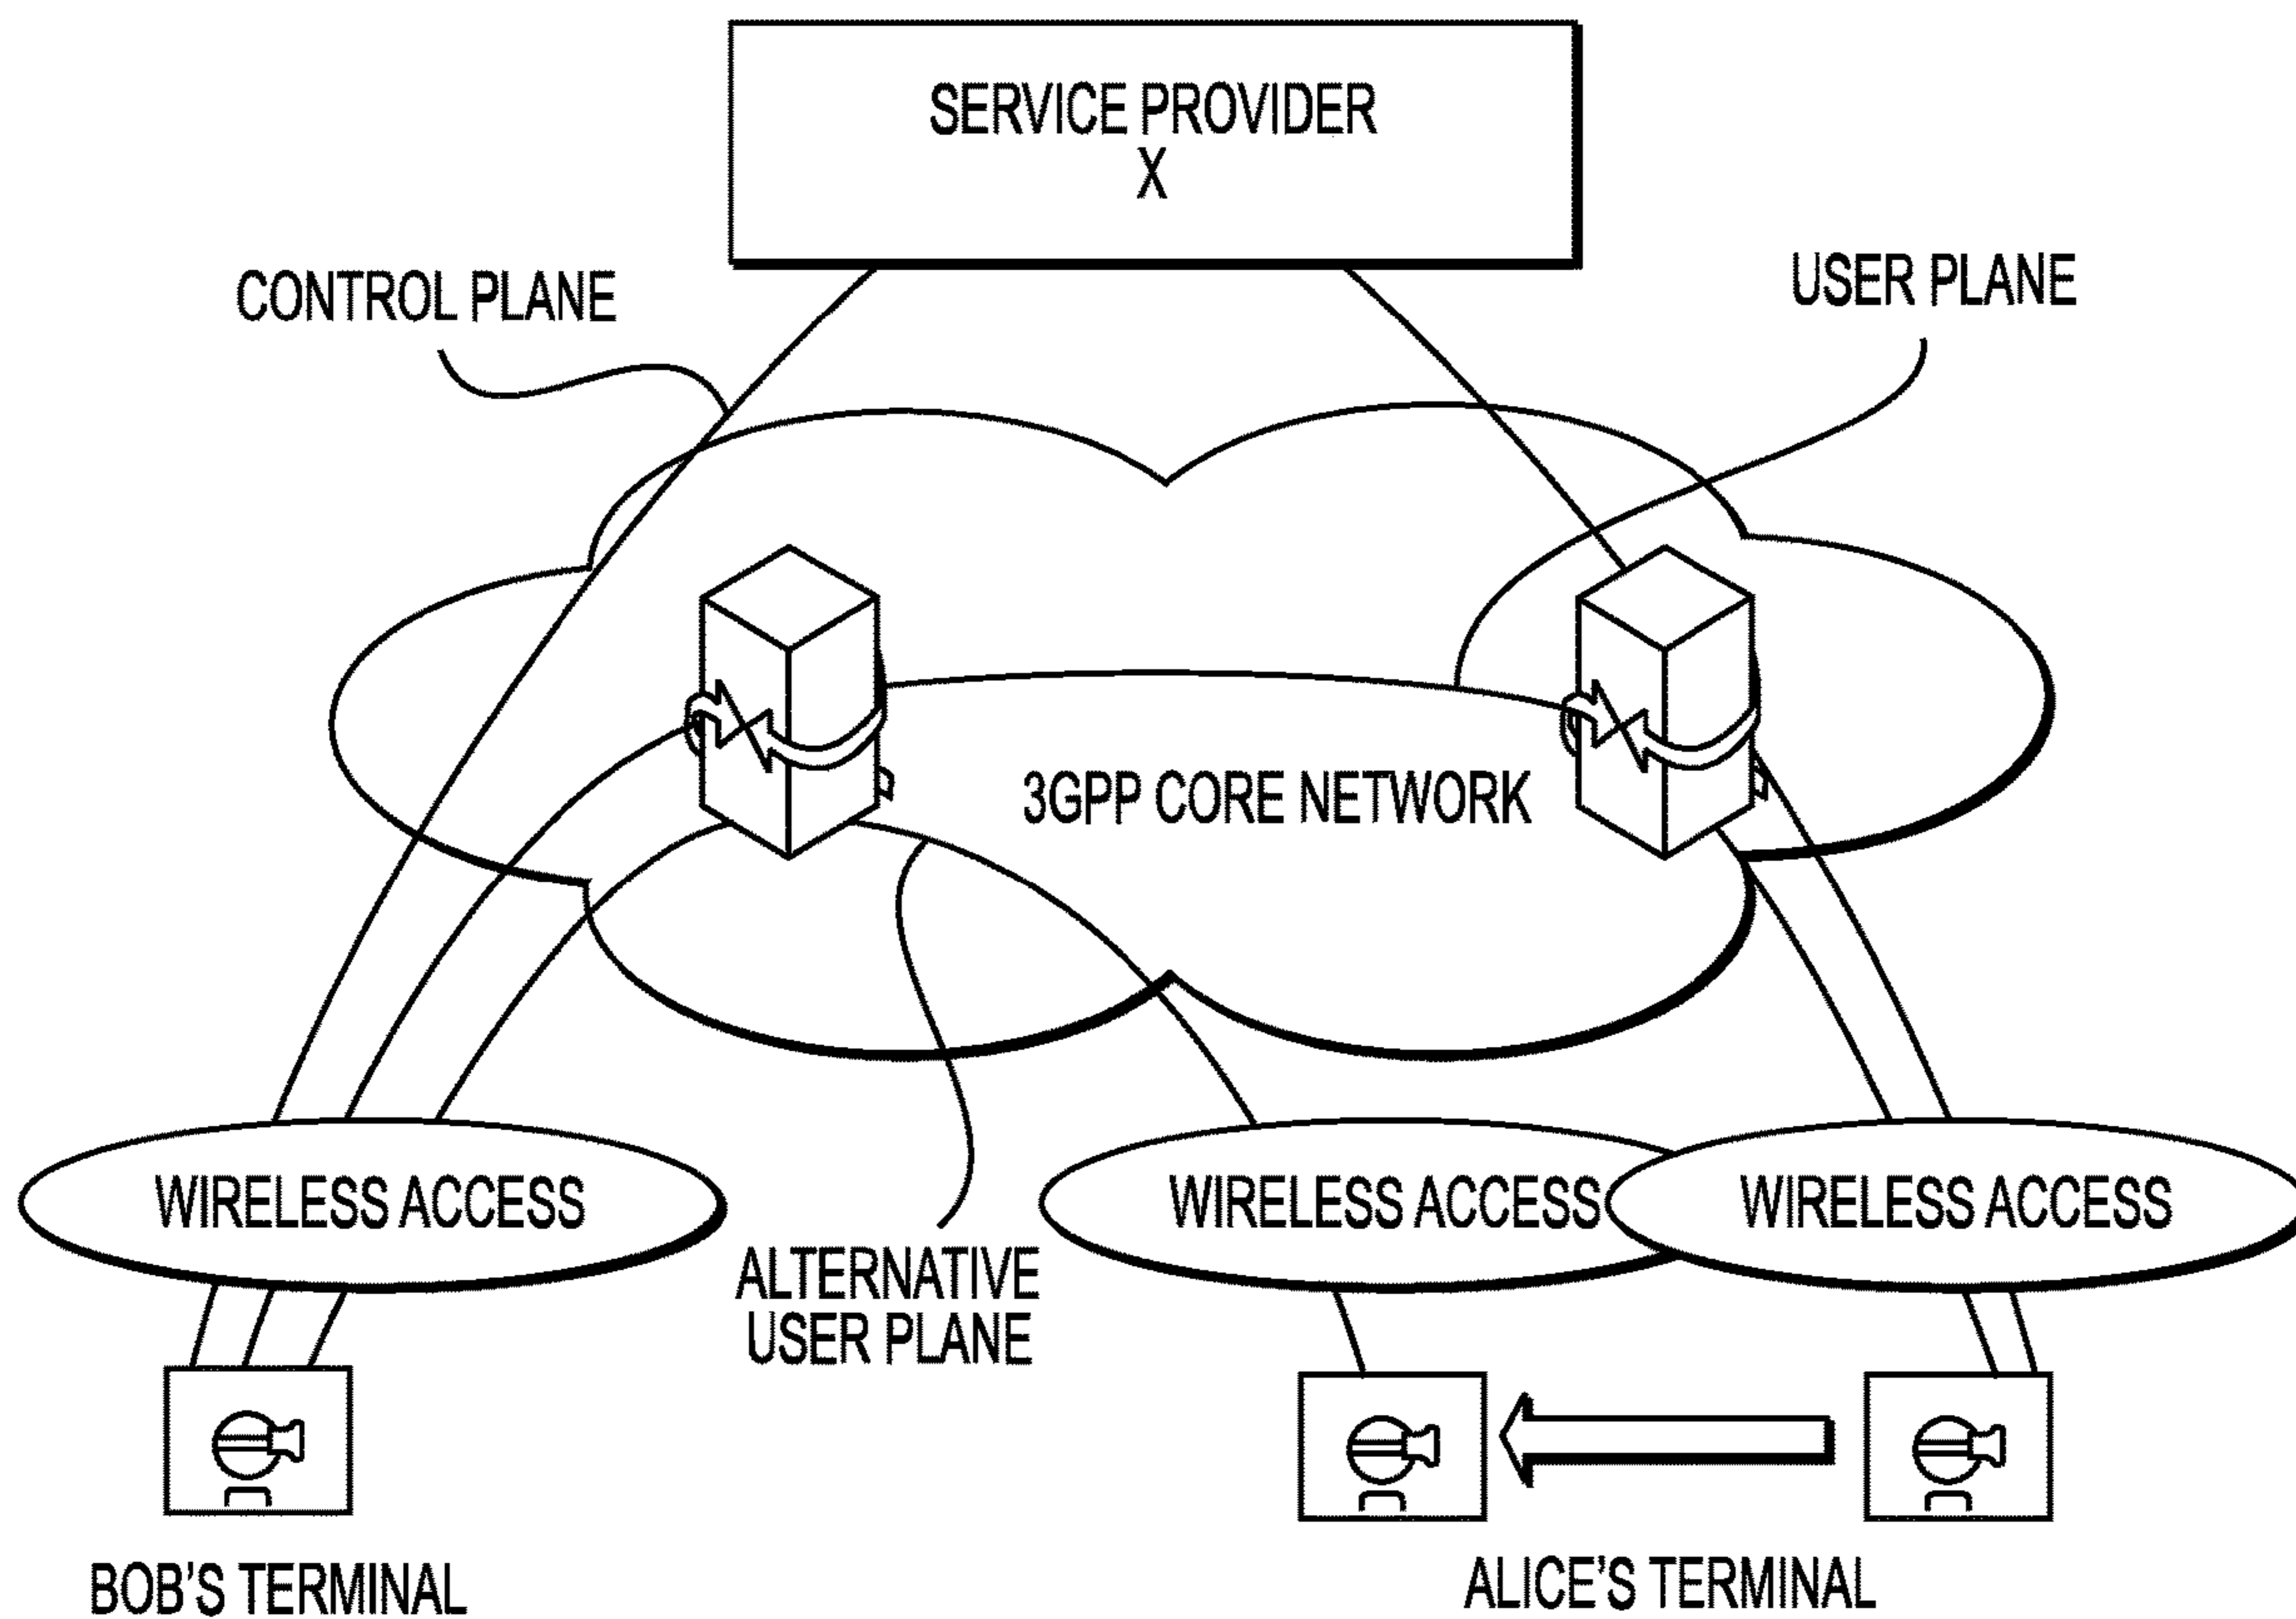 SERVICE PROVIDER
X
CONTROL PLANE
USER PLANE
3GPP CORE NETWORK
WIRELESS ACCESS
WIRELESS ACCESS
WIRELESS ACCESS
ALTERNATIVE
USER PLANE
BOB'S TERMINAL
ALICE'S TERMINAL